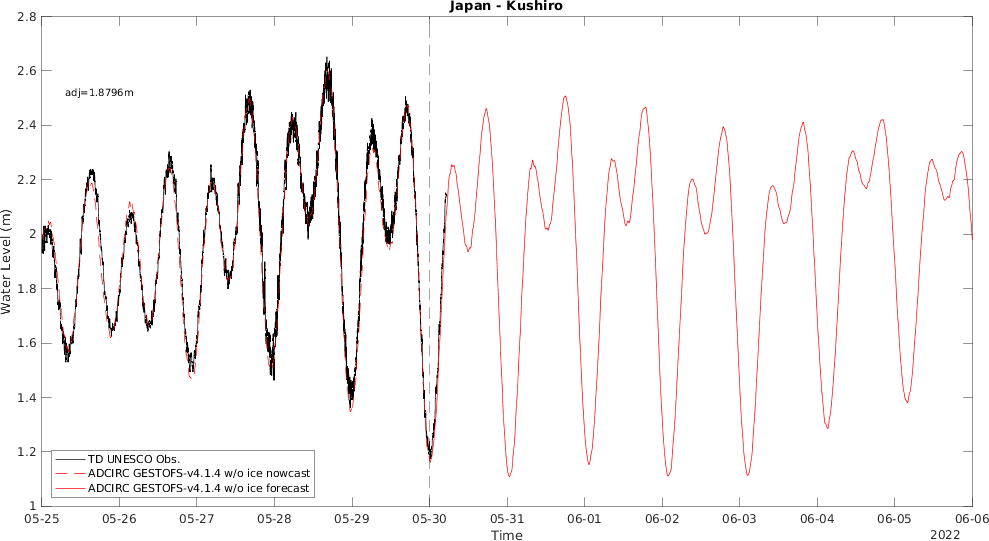 Japan - Kushiro
2.8
2.6
2.4
2.2
2
1.8
1.6
1.4
1.2
1
Water Level (m)
adj=1.8796m
TD UNESCO Obs.
ADCIRC GESTOFS-v4.1.4 w/o ice nowcast
ADCIRC GESTOFS-v4.1.4 w/o ice forecast
05-25 05-26 05-27 05-28 05-29 05-30 05-31 06-01 06-02 06-03 06-04 06-05 06-06
Time
2022